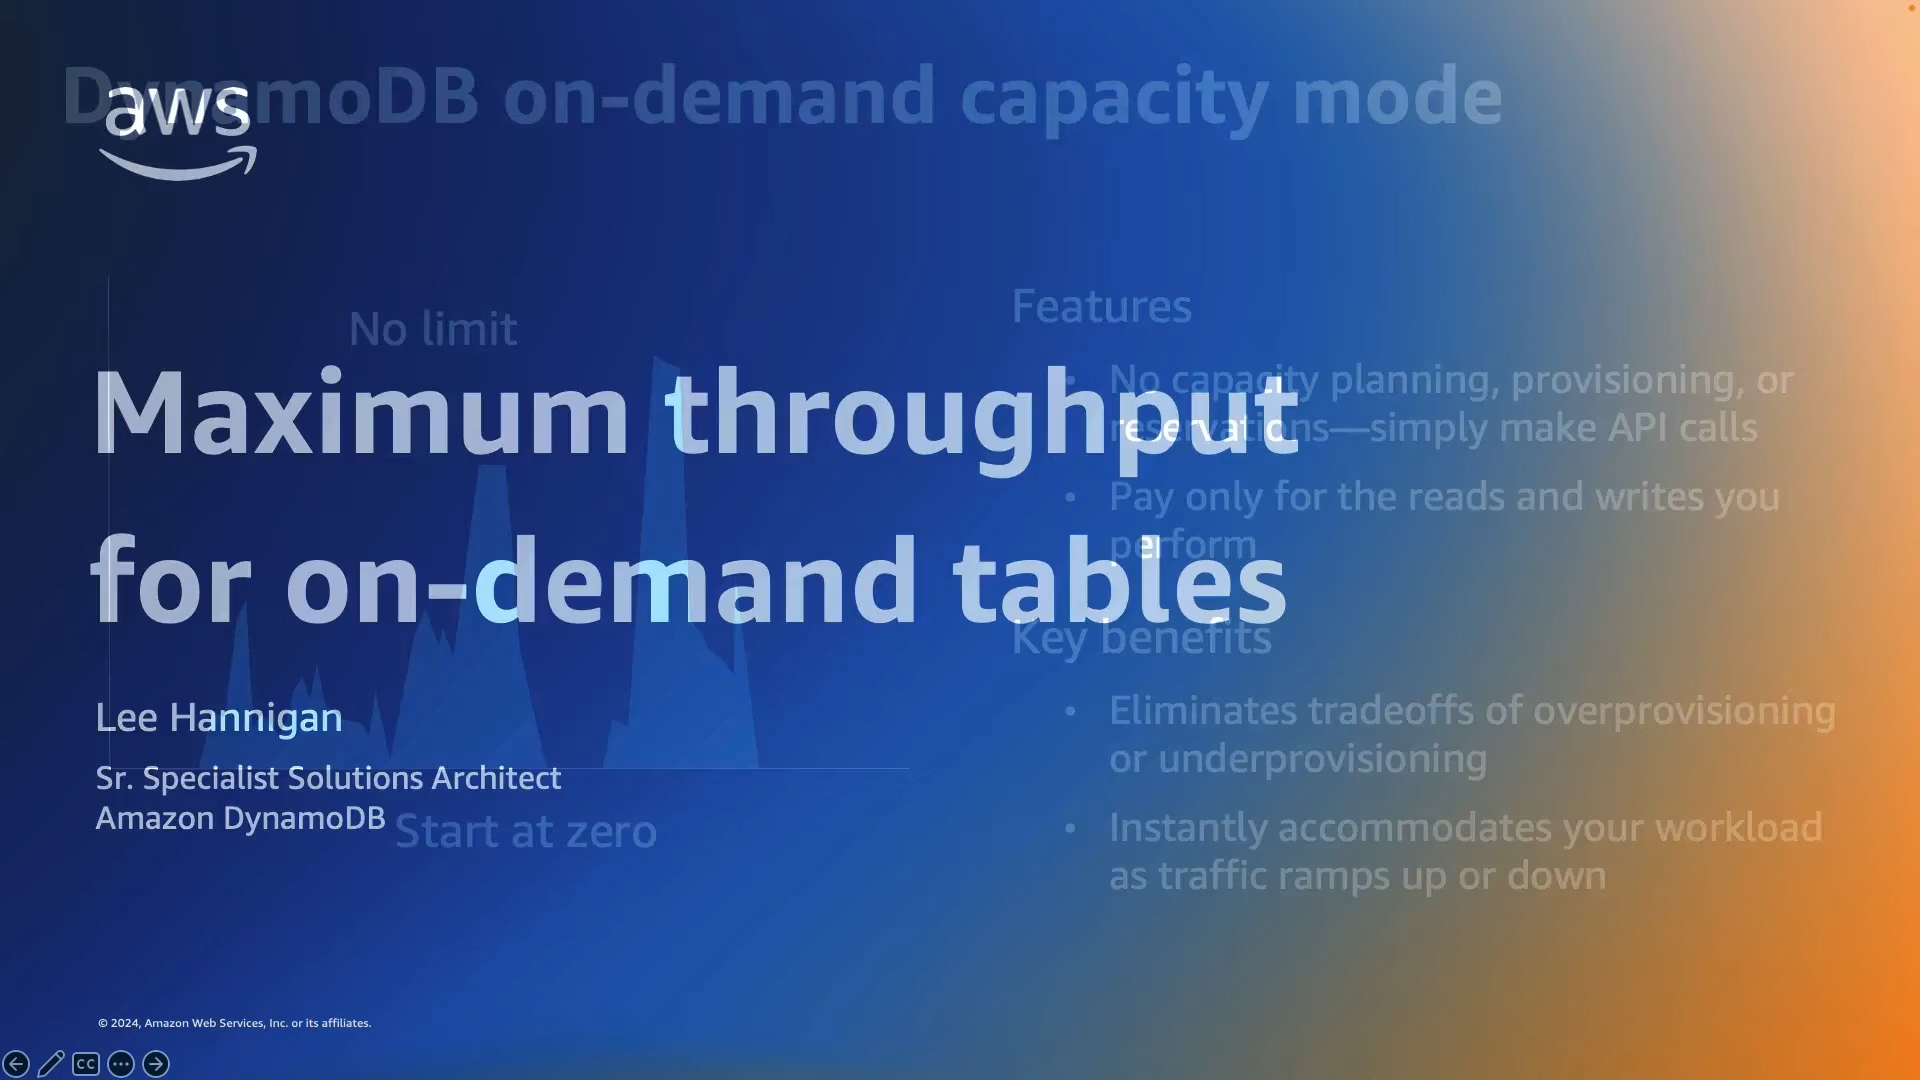 DynamoDB on-demand capacity mode
aws
No limit
Features
Maximum throughput
No capacity planning, provisioning, or
reservations—simply make API calls
• Pay only for the reads and writes you
perform
for on-demand tables
Key benefits
Lee Hannigan
• Eliminates tradeoffs of overprovisioning
or underprovisioning
Sr. Specialist Solutions Architect
Amazon DynamoDB
Start at zero
• Instantly accommodates your workload
as traffic ramps up or down
© 2024, Amazon Web Services, Inc. or its affiliates.
CC